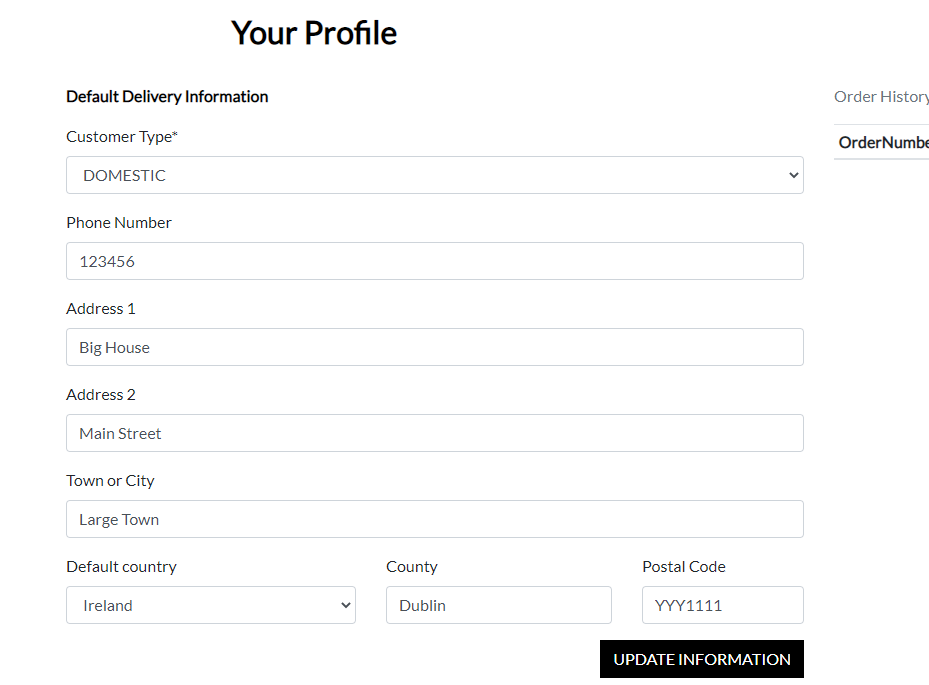 Your Profile
Default Delivery Information
Customer Type*
DOMESTIC
Phone Number
123456
Address 1
Big House
Address 2
Main Street
Town or City
Large Town
Default country
Ireland
County
Dublin
Postal Code
YYY1111
UPDATE INFORMATION
Order History
OrderNumbe